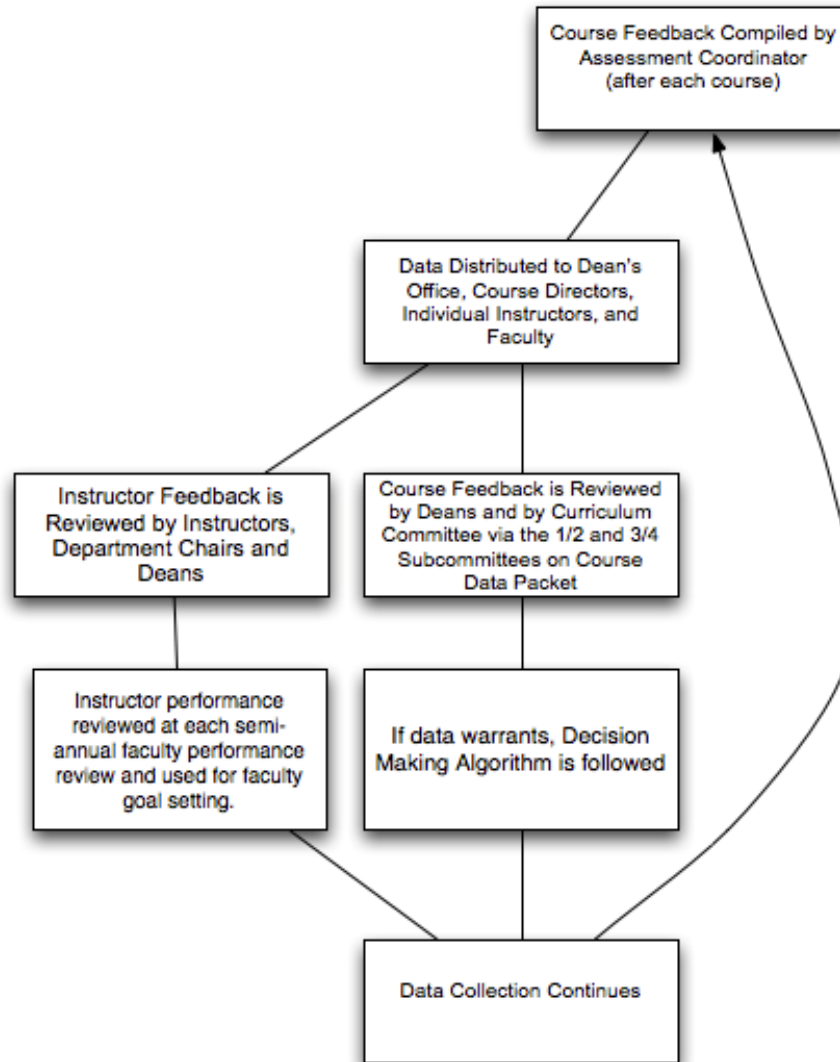 Course Feedback Compiled by
Assessment Coordinator
(after each course)
Data Distributed to Dean's
Office, Course Directors,
Individual Instructors, and
Faculty
Instructor Feedback is
Reviewed by Instructors,
Department Chairs and
Deans
Course Feedback is Reviewed
by Deans and by Curriculum
Committee via the 1/2 and 3/4
Subcommittees on Course
Data Packet
Instructor performance
reviewed at each semi-
annual faculty performance
review and used for faculty
goal setting.
If data warrants, Decision
Making Algorithm is followed
Data Collection Continues